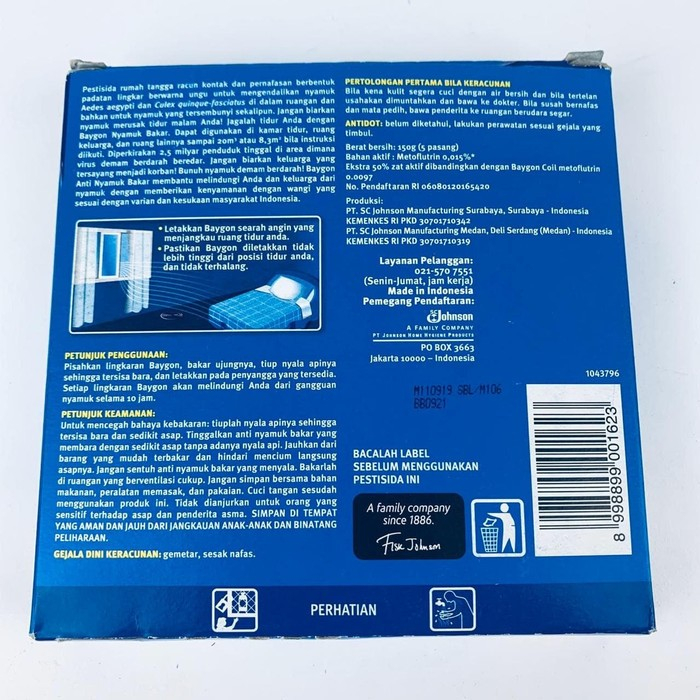 Pestisida rumah tangga racun kontak dan pernafasan berbentuk
padatan lingkar berwarna ungu untuk mengendalikan nyamuk
Aedes aegypti dan Culex quinque-fasciatus di dalam ruangan dan
bahkan untuk nyamuk yang tersembunyi sekalipun. Jangan biarkan
nyamuk merusak tidur malam Anda! Jagalah tidur Anda dengan
Baygon Nyamuk Bakar. Dapat digunakan di kamar tidur, ruang
keluarga, dan ruang lainnya sampai 20m³ atau 8,3m² bila instruksi
diikuti. Diperkirakan 2,5 milyar penduduk tinggal di area dimana
virus demam berdarah beredar. Jangan biarkan keluarga yang
tersayang menjadi korban! Bunuh nyamuk demam berdarah! Baygon
Anti Nyamuk Bakar membantu melindungi Anda dan keluarga dari
nyamuk dengan memberikan kenyamanan dengan wangi yang
sesuai dengan varian dan kesukaan masyarakat Indonesia.
• Letakkan Baygon searah angin yang
menjangkau ruang tidur anda.
• Pastikan Baygon diletakkan tidak
lebih tinggi dari posisi tidur anda,
dan tidak terhalang.
PETUNJUK PENGGUNAAN:
Pisahkan lingkaran Baygon, bakar ujungnya, tiup nyala apinya
sehingga tersisa bara, dan letakkan pada penyangga yang tersedia.
Setiap lingkaran Baygon akan melindungi Anda dari gangguan
nyamuk selama 10 jam.
PETUNJUK KEAMANAN:
Untuk mencegah bahaya kebakaran: tiuplah nyala apinya sehingga
tersisa bara dan sedikit asap. Tinggalkan anti nyamuk bakar yang
membara dengan sedikit asap tanpa adanya nyala api. Jauhkan dari
barang yang mudah terbakar dan hindari mencium langsung
asapnya. Jangan sentuh anti nyamuk bakar yang menyala. Bakarlah
di ruangan yang berventilasi cukup. Jangan simpan bersama bahan
makanan, peralatan memasak, dan pakaian. Cuci tangan sesudah
menggunakan produk ini. Tidak dianjurkan untuk orang yang
sensitif terhadap asap dan penderita asma. SIMPAN DI TEMPAT
YANG AMAN DAN JAUH DARI JANGKAUAN ANAK-ANAK DAN BINATANG
PELIHARAAN.
GEJALA DINI KERACUNAN: gemetar, sesak nafas.
PERTOLONGAN PERTAMA BILA KERACUNAN
Bila kena kulit segera cuci dengan air bersih dan bila tertelan
usahakan dimuntahkan dan bawa ke dokter. Bila susah bernafas
dan mata pedih, bawa penderita ke ruangan berudara segar.
ANTIDOT: belum diketahui, lakukan perawatan sesuai gejala yang
timbul.
Berat bersih: 150g (5 pasang)
Bahan aktif : Metoflutrin 0,015%*
Ekstra 50% zat aktif dibandingkan dengan Baygon Coil metoflutrin
0.0097
No. Pendaftaran RI 06080120165420
Produksi:
PT. SC Johnson Manufacturing Surabaya, Surabaya - Indonesia
KEMENKES RI PKD 30701710342
PT. SC Johnson Manufacturing Medan, Deli Serdang (Medan) - Indonesia
KEMENKES RI PKD 30701710319
Layanan Pelanggan:
021-570 7551
(Senin-Jumat, jam kerja)
Made in Indonesia
Pemegang Pendaftaran:
SC Johnson
A FAMILY COMPANY
PT JOHNSON HOME HYGIENE PRODUCTS
PO BOX 3663
Jakarta 10000 – Indonesia
1043796
M110919 SBL/M106
BB0921
BACALAH LABEL
SEBELUM MENGGUNAKAN
PESTISIDA INI
A family company
since 1886.
Fisk Johnson
8 998899 001623
PERHATIAN